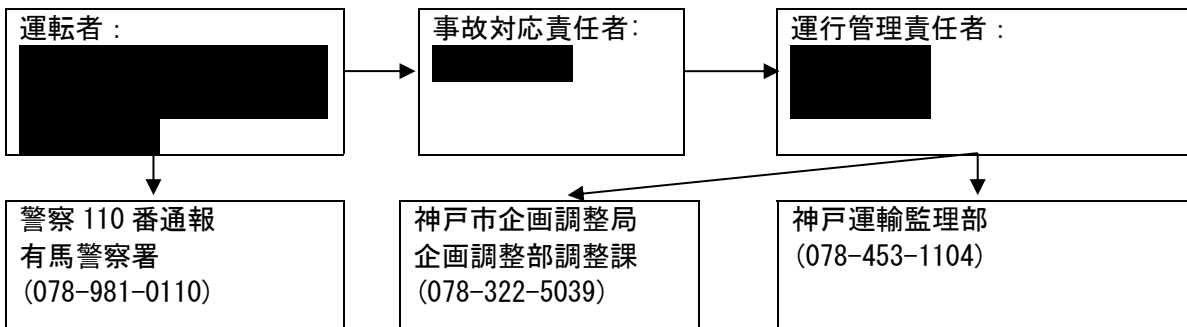 運転者：
事故対応責任者：
運行管理責任者：
警察 110 番通報
有馬警察署
(078-981-0110)
神戸市企画調整局
企画調整部調整課
(078-322-5039)
神戸運輸監理部
(078-453-1104)